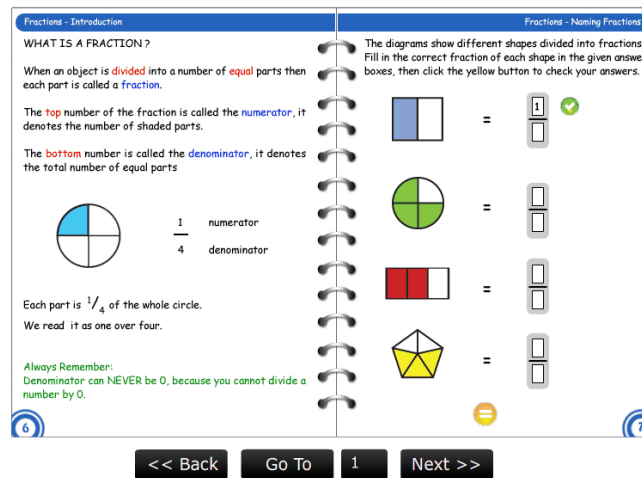 Fractions - Introduction
WHAT IS A FRACTION ?
When an object is divided into a number of equal parts then
each part is called a fraction.
The top number of the fraction is called the numerator, it
denotes the number of shaded parts.
The bottom number is called the denominator, it denotes
the total number of equal parts
1 numerator
4 denominator
Each part is 1/4 of the whole circle.
We read it as one over four.
Always Remember:
Denominator can NEVER be 0, because you cannot divide a
number by 0.
6
Fractions - Naming Fractions
The diagrams show different shapes divided into fractions
Fill in the correct fraction of each shape in the given answe
boxes, then click the yellow button to check your answers.
= 1
=
=
=
=
7
<< Back Go To 1 Next >>